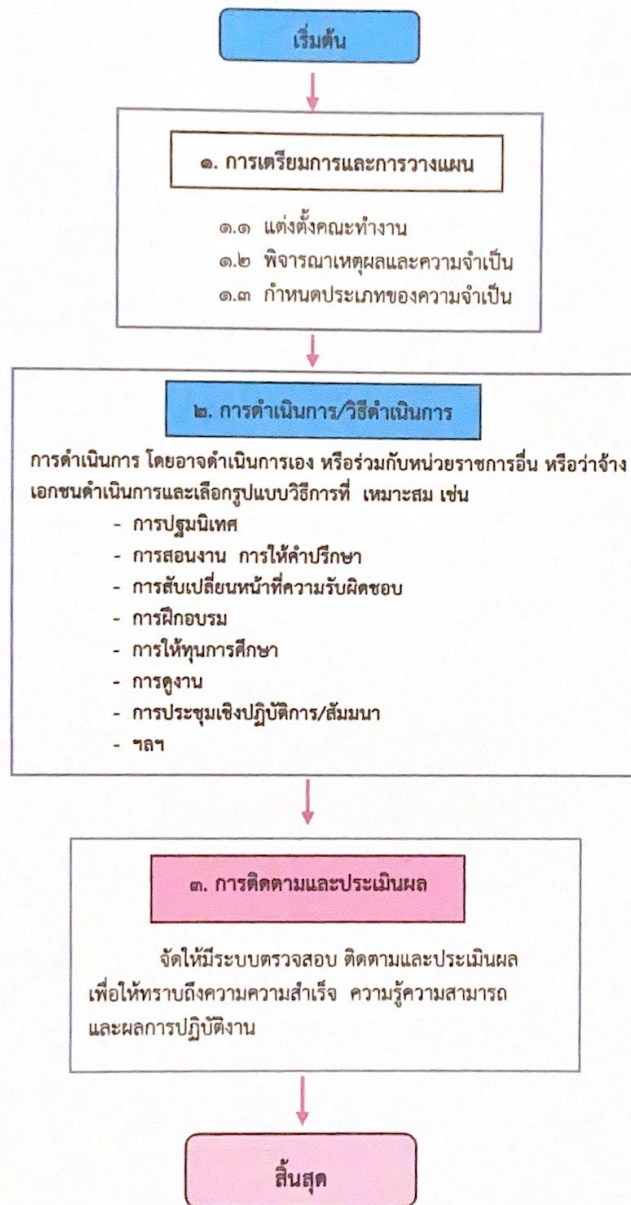 เริ่มต้น
๑. การเตรียมการและการวางแผน
๑.๑ แต่งตั้งคณะทำงาน
๑.๒ พิจารณาเหตุผลและความจำเป็น
๑.๓ กำหนดประเภทของความจำเป็น
๒. การดำเนินการ/วิธีดำเนินการ
การดำเนินการ โดยอาจดำเนินการเอง หรือร่วมกับหน่วยราชการอื่น หรือว่าจ้าง
เอกชนดำเนินการและเลือกรูปแบบวิธีการที่ เหมาะสม เช่น
- การปฐมนิเทศ
- การสอนงาน การให้คำปรึกษา
- การสับเปลี่ยนหน้าที่ความรับผิดชอบ
- การฝึกอบรม
- การให้ทุนการศึกษา
- การดูงาน
- การประชุมเชิงปฏิบัติการ/สัมมนา
- ฯลฯ
๓. การติดตามและประเมินผล
จัดให้มีระบบตรวจสอบ ติดตามและประเมินผล
เพื่อให้ทราบถึงความความสำเร็จ ความรู้ความสามารถ
และผลการปฏิบัติงาน
สิ้นสุด